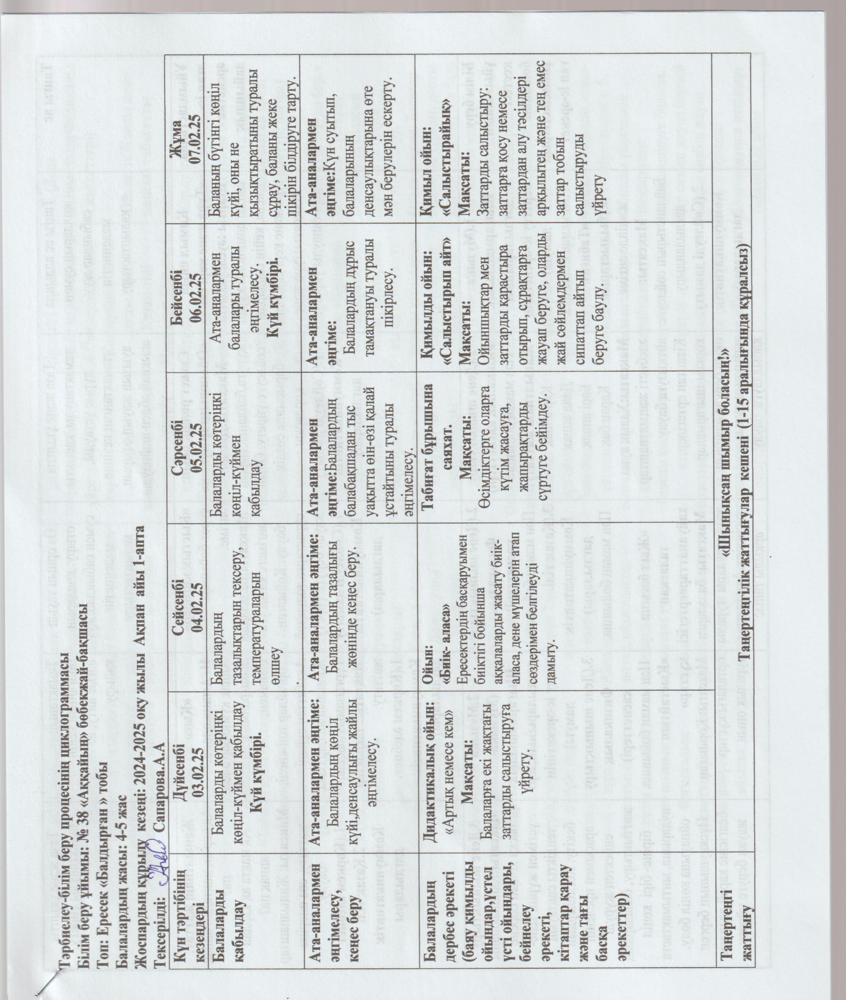 Тәрбиелеу-білім беру процесінің циклограммасы
Білім беру ұйымы: № 38 «Аққайың» бөбекжай-бақшасы
Топ: Ересек «Балдырған » тобы
Балалардың жасы: 4-5 жас
Жоспардың құрылу кезеңі: 2024-2025 оқу жылы Ақпан айы 1-апта
Тексерілді: Сапарова.А.А
Күн тәртібінің
кезеңдері
Дүйсенбі
03.02.25
Сейсенбі
04.02.25
Сәрсенбі
05.02.25
Бейсенбі
06.02.25
Жұма
07.02.25
Балаларды
қабылдау
Балаларды көтеріңкі
көңіл-күймен қабылдау
Күй күмбірі.
Балалардың
тазалықтарын тексеру,
температураларын
өлшеу
.
Балаларды көтеріңкі
көңіл-күймен
қабылдау
Ата-аналармен
балалары туралы
әңгімелесу.
Күй күмбірі.
Баланың бүгінгі көңіл
күйі, оны не
қызықтыратыны туралы
сұрау, баланы жеке
пікірін білдіруге тарту.
Ата-аналармен
әңгімелесу,
кеңес беру
Ата-аналармен әңгіме:
Балалардың көңіл
күйі,денсаулығы жайлы
әңгімелесу.
Ата-аналармен әңгіме:
Балалардың тазалығы
жөнінде кеңес беру.
Ата-аналармен
әңгіме:Балалардың
балабақшадан тыс
уақытта өін-өзі қалай
ұстайтыны туралы
әңгімелесу.
Ата-аналармен
әңгіме:
Балалардың дұрыс
тамақтануы туралы
пікірлесу.
Ата-аналармен
әңгіме:Күн суытып,
балаларының
денсаулықтарына өте
мән берулерін ескерту.
Балалардың
дербес әрекеті
(баяу қимылды
ойындар,үстел
үсті ойындары,
бейнелеу
әрекеті,
кітаптар қарау
және тағы
басқа
әрекеттер)
Дидактикалық ойын:
«Артық немесе кем»
Мақсаты:
Балаларға екі жақтағы
заттарды салыстыруға
үйрету.
Ойын:
«Биік- аласа»
Ересектердің басқаруымен
биіктігі бойынша
аққалаларды жасату биік-
аласа, дене мүшелерін атап
сөздерімен белгілеуді
дамыту.
Табиғат бұрышына
саяхат.
Мақсаты:
Өсімдіктерге оларға
күтім жасауға,
жапырақтарды
сүртуге бейімдеу.
Қимылды ойын:
«Салыстырып айт»
Мақсаты:
Ойыншықтар мен
заттарды қарастыра
отырып, сұрақтарға
жауап беруге, оларды
жай сөйлемдермен
сипаттап айтып
беруге баулу.
Қимыл ойын:
«Салыстырайық»
Мақсаты:
Заттарды салыстыру:
заттарға қосу немесе
заттардан алу тәсілдері
арқылытең және тең емес
заттар тобын
салыстыруды
үйрету
Таңертеңгі
жаттығу
«Шынықсаң шымыр боласың!»
Таңертеңгілік жаттығулар кешені (1-15 аралығында құралсыз)